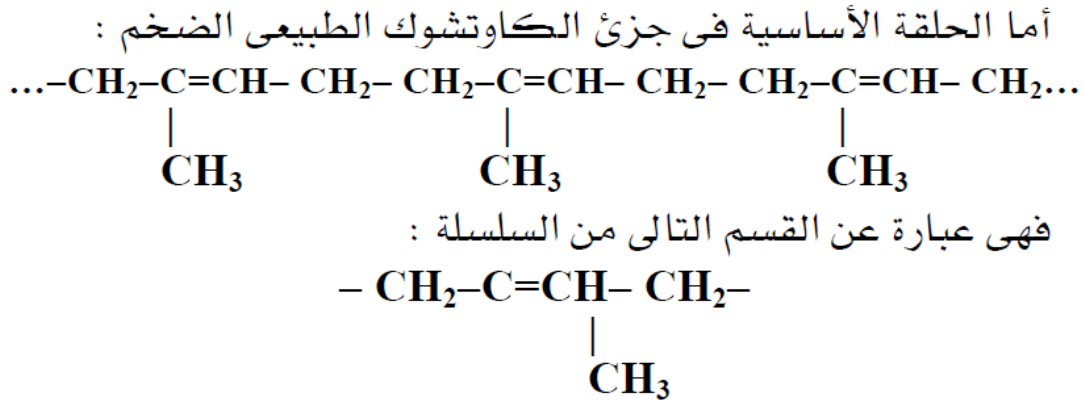 أما الحلقة الأساسية فى جزئ الكاوتشوك الطبيعى الضخم :
...–CH₂–C=CH– CH₂– CH₂–C=CH– CH₂– CH₂–C=CH– CH₂...
| | |
CH₃ CH₃ CH₃
فهى عبارة عن القسم التالى من السلسلة :
– CH₂–C=CH– CH₂–
|
CH₃